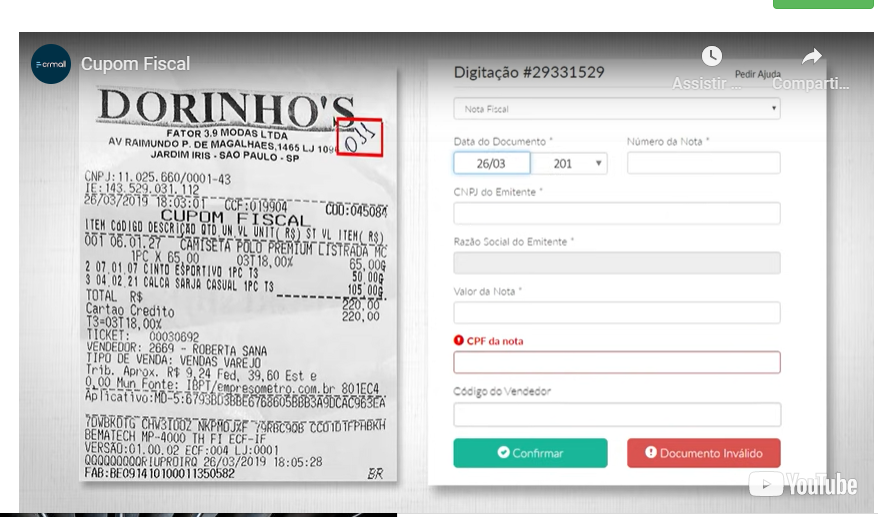 Formall
Cupom Fiscal
Assistir ...
Comparti...
DORINHO'S
FATOR 3.9 MODAS LTDA
AV RAIMUNDO P. DE MAGALHAES,1465 LJ
JARDIM IRIS - SAO PAULO - SP
031
CNPJ:11.025.660/0001-43
IE:143.529.031.112
26/03/2019 18:03:01 CCF:019904 COO:045084
CUPOM FISCAL
ITEM CODIGO DESCRIÇÃO QTD UN VL UNIT( R$) ST VL ITEM( R$)
001 06.01.27 CAMISETA POLO PREMIUM LISTRADA MC
1PC X 65,00 03T18,00% 65,00G
2 07.01.07 CINTO ESPORTIVO 1PC T3 50,00G
3 04.02.21 CALCA SARJA CASUAL 1PC T3 105,00G
TOTAL R$ 220,00
Cartao Credito 220,00
T3=03T18,00%
TICKET: 00030692
VENDEDOR: 2669 - ROBERTA SANA
TIPO DE VENDA: VENDAS VAREJO
Trib. Aprox. R$ 9,24 Fed, 39,60 Est e
0,00 Mun Fonte: IBPT/empresometro.com.br 801EC4
BEMATECH MP-4000 TH FI ECF-IF
VERSÃO:01.00.02 ECF:004 LJ:0001
26/03/2019 18:05:28
FAB:BE091410100011350582 BR
Digitação #29331529 Pedir Ajuda
Nota Fiscal
Data do Documento * Número da Nota *
26/03 201
CNPJ do Emitente *
Razão Social do Emitente *
Valor da Nota *
CPF da nota
Código do Vendedor
Confirmar Documento Inválido
YouTube